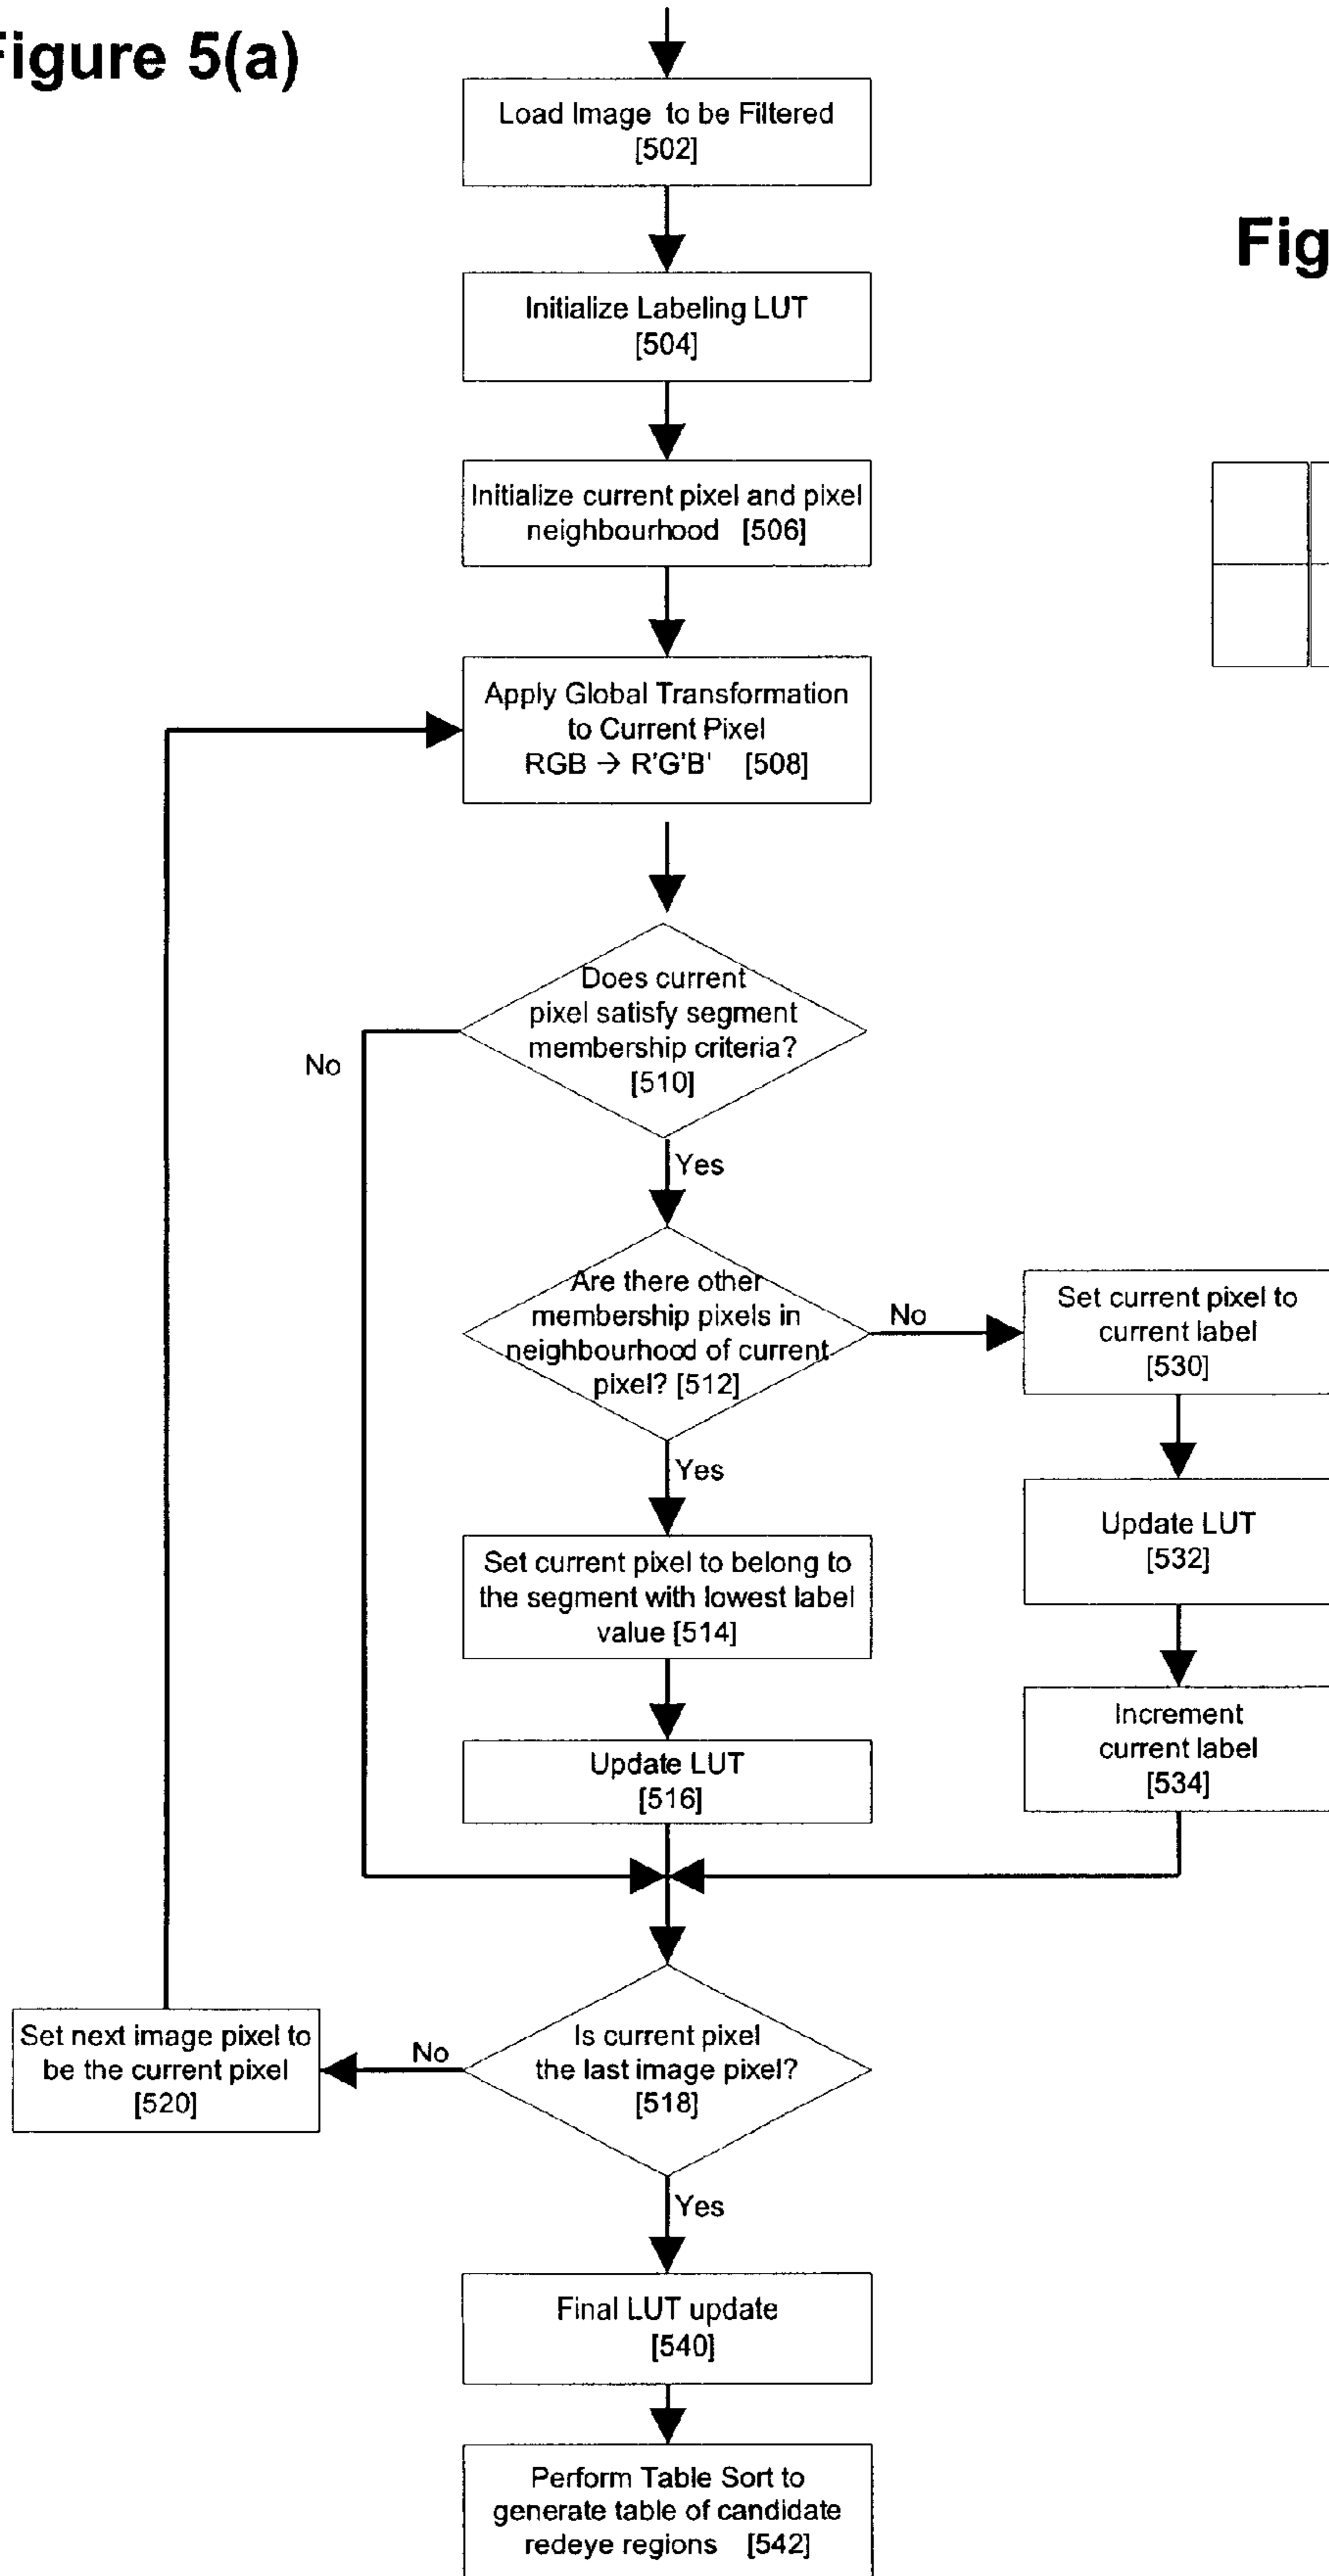 Figure 5(a)
Load Image to be Filtered
[502]
Fig
Initialize Labeling LUT
[504]
Initialize current pixel and pixel
neighbourhood [506]
Apply Global Transformation
to Current Pixel
RGB → R'G'B' [508]
Does current
pixel satisfy segment
membership criteria?
[510]
No
Yes
Are there other
membership pixels in
neighbourhood of current
pixel? [512]
No
Set current pixel to
current label
[530]
Yes
Set current pixel to belong to
the segment with lowest label
value [514]
Update LUT
[532]
Update LUT
[516]
Increment
current label
[534]
Is current pixel
the last image pixel?
[518]
No
Set next image pixel to
be the current pixel
[520]
Yes
Final LUT update
[540]
Perform Table Sort to
generate table of candidate
redeye regions [542]